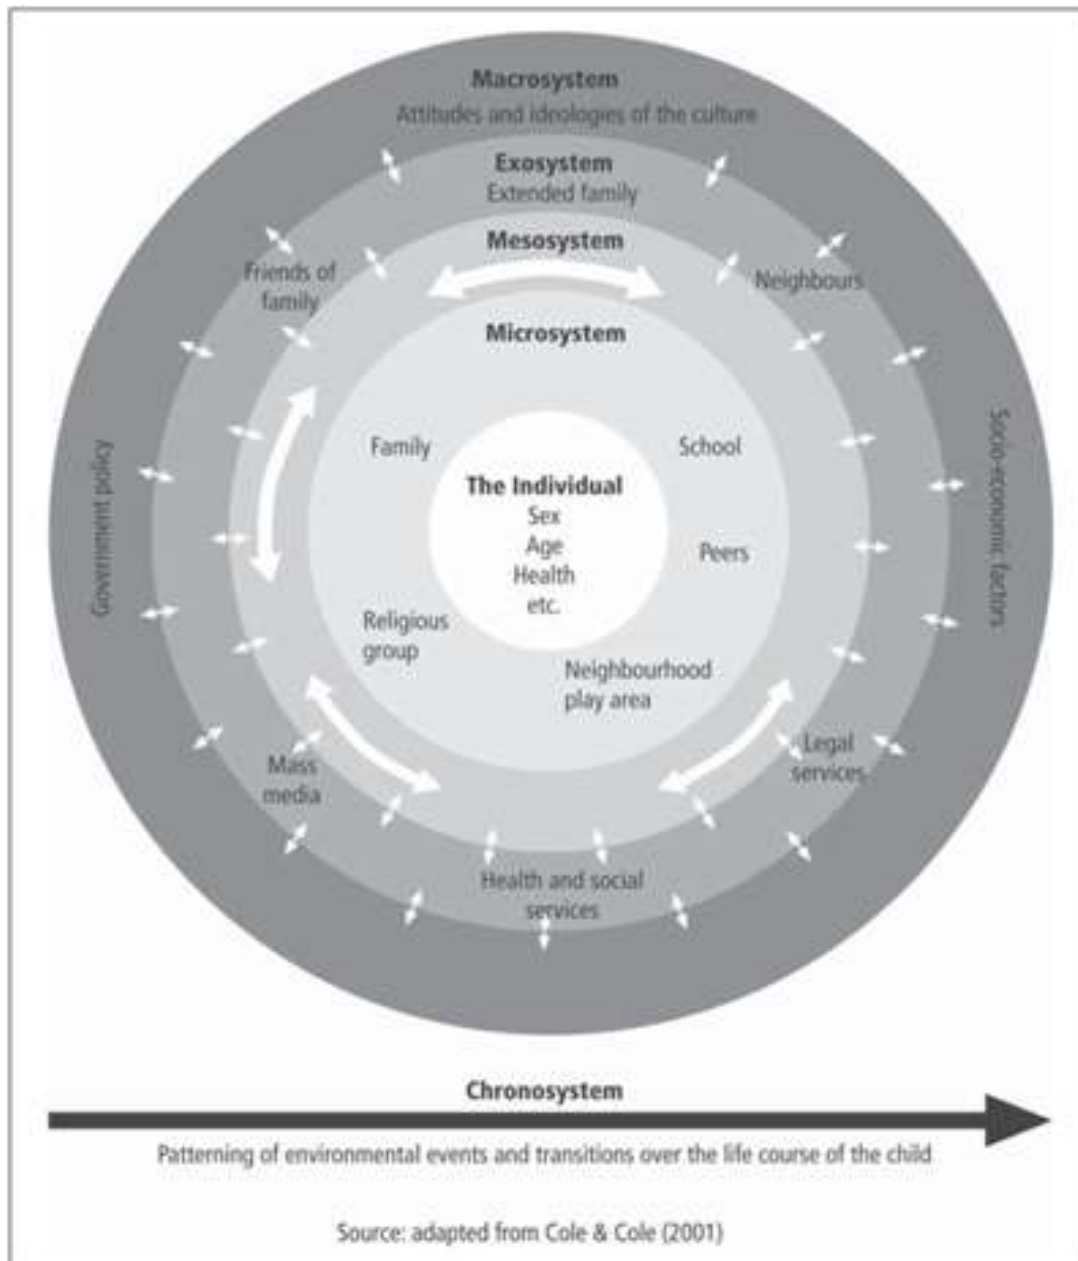 Macrosystem
Attitudes and ideologies of the culture
Exosystem
Extended family
Mesosystem
Friends of
family
Neighbours
Microsystem
Government policy
Socio-economic factors
Family
School
The Individual
Sex
Age
Health
etc.
Peers
Religious
group
Neighbourhood
play area
Mass
media
Legal
services
Health and social
services
Chronosystem
Patterning of environmental events and transitions over the life course of the child
Source: adapted from Cole & Cole (2001)